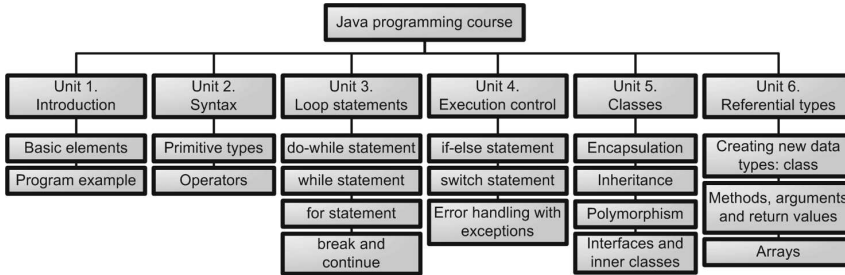 Java programming course
Unit 1.
Introduction
Basic elements
Program example
Unit 2.
Syntax
Primitive types
Operators
Unit 3.
Loop statements
do-while statement
while statement
for statement
break and
continue
Unit 4.
Execution control
if-else statement
switch statement
Error handling with
exceptions
Unit 5.
Classes
Encapsulation
Inheritance
Polymorphism
Interfaces and
inner classes
Unit 6.
Referential types
Creating new data
types: class
Methods, arguments
and return values
Arrays